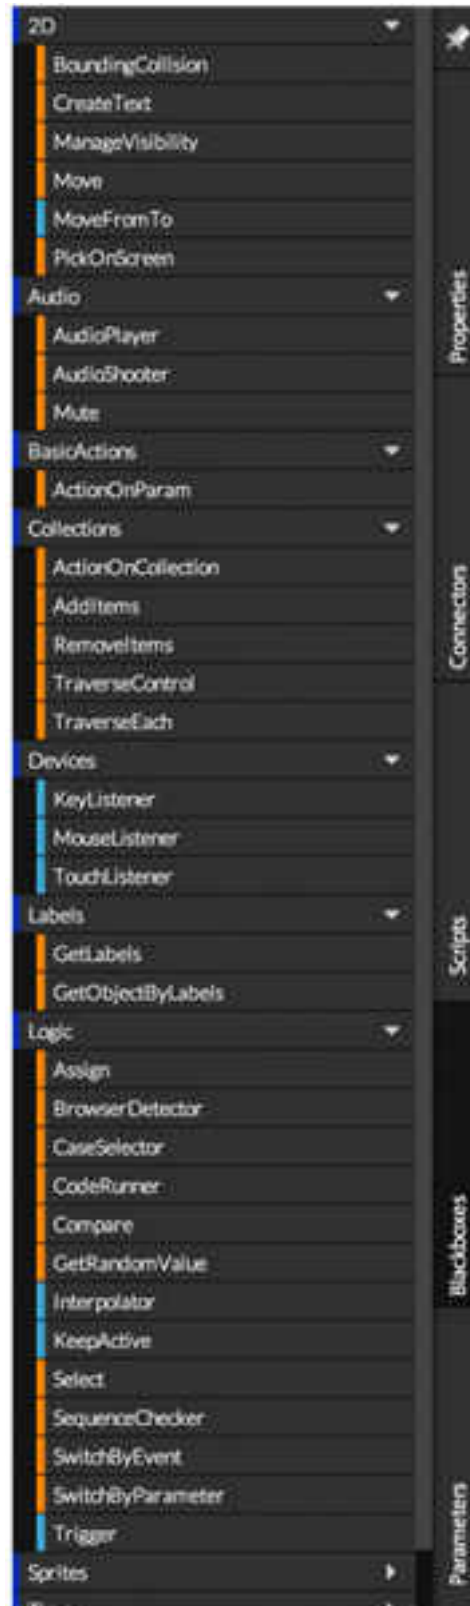 2D
BoundingCollision
CreateText
ManageVisibility
Move
MoveFromTo
PickOnScreen
Audio
AudioPlayer
AudioShooter
Mute
BasicActions
ActionOnParam
Collections
ActionOnCollection
AddItems
RemoveItems
TraverseControl
TraverseEach
Devices
KeyListener
MouseListener
TouchListener
Labels
GetLabels
GetObjectByLabels
Logic
Assign
BrowserDetector
CaseSelector
CodeRunner
Compare
GetRandomValue
Interpolator
KeepActive
Select
SequenceChecker
SwitchByEvent
SwitchByParameter
Trigger
Sprites
Properties
Connectors
Scripts
Blackboxes
Parameters